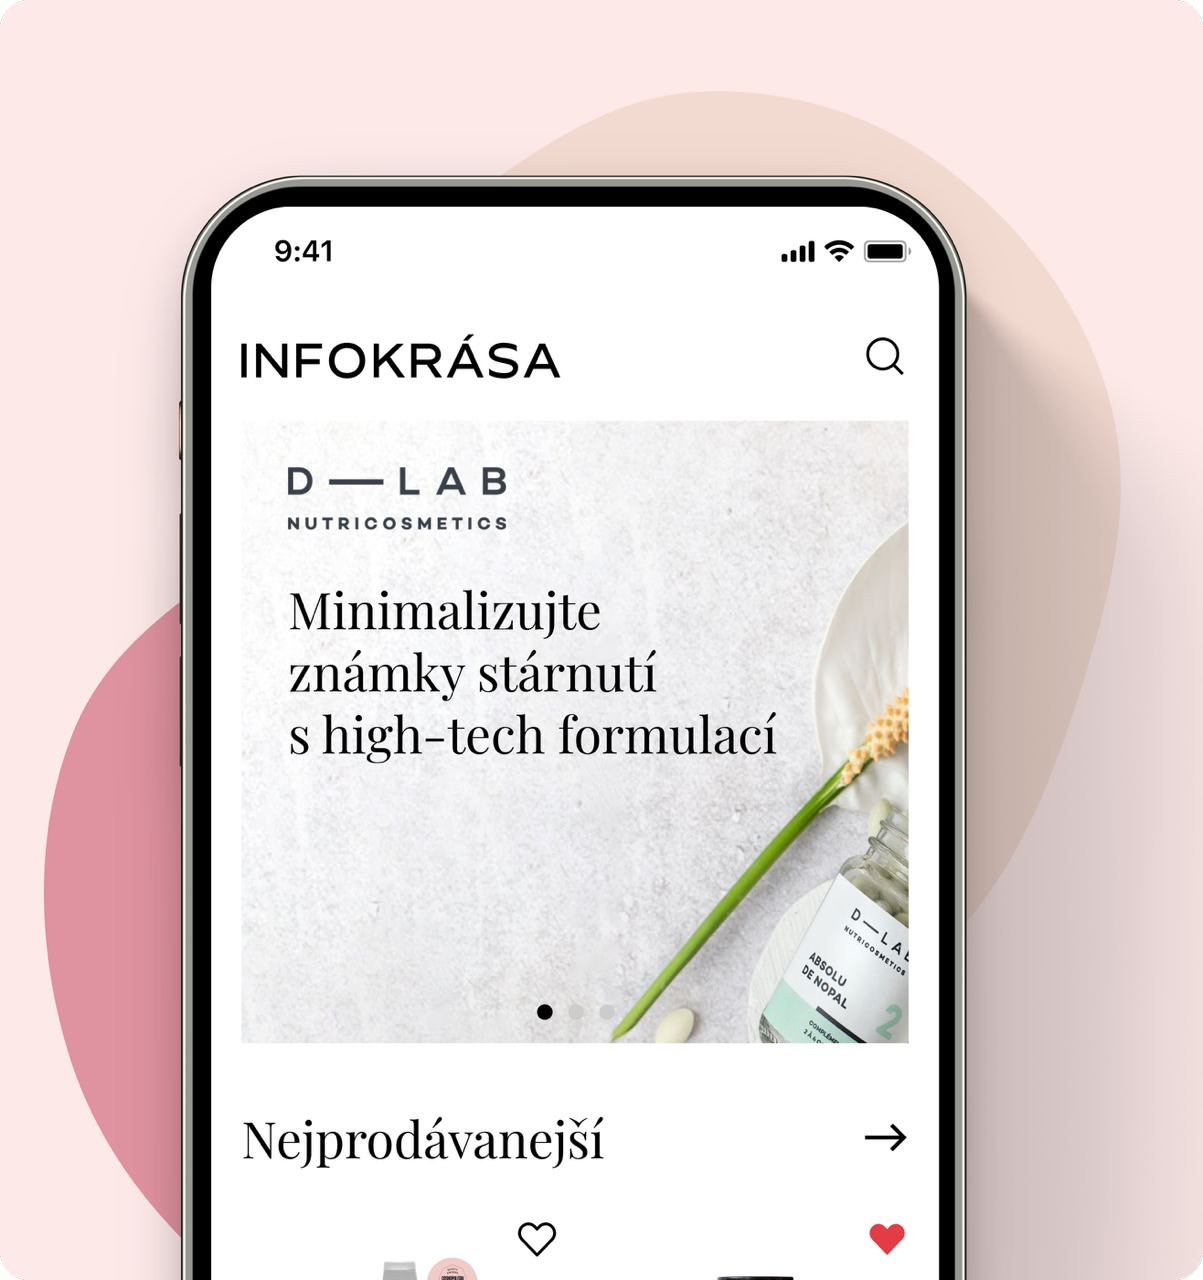 9:41
INFOKRÁSA
D — LAB
NUTRICOSMETICS
Minimalizujte
známky stárnutí
s high-tech formulací
D — LAB
NUTRICOSMETICS
ABSOLU
DE NOPAL
2
Nejprodávanejší